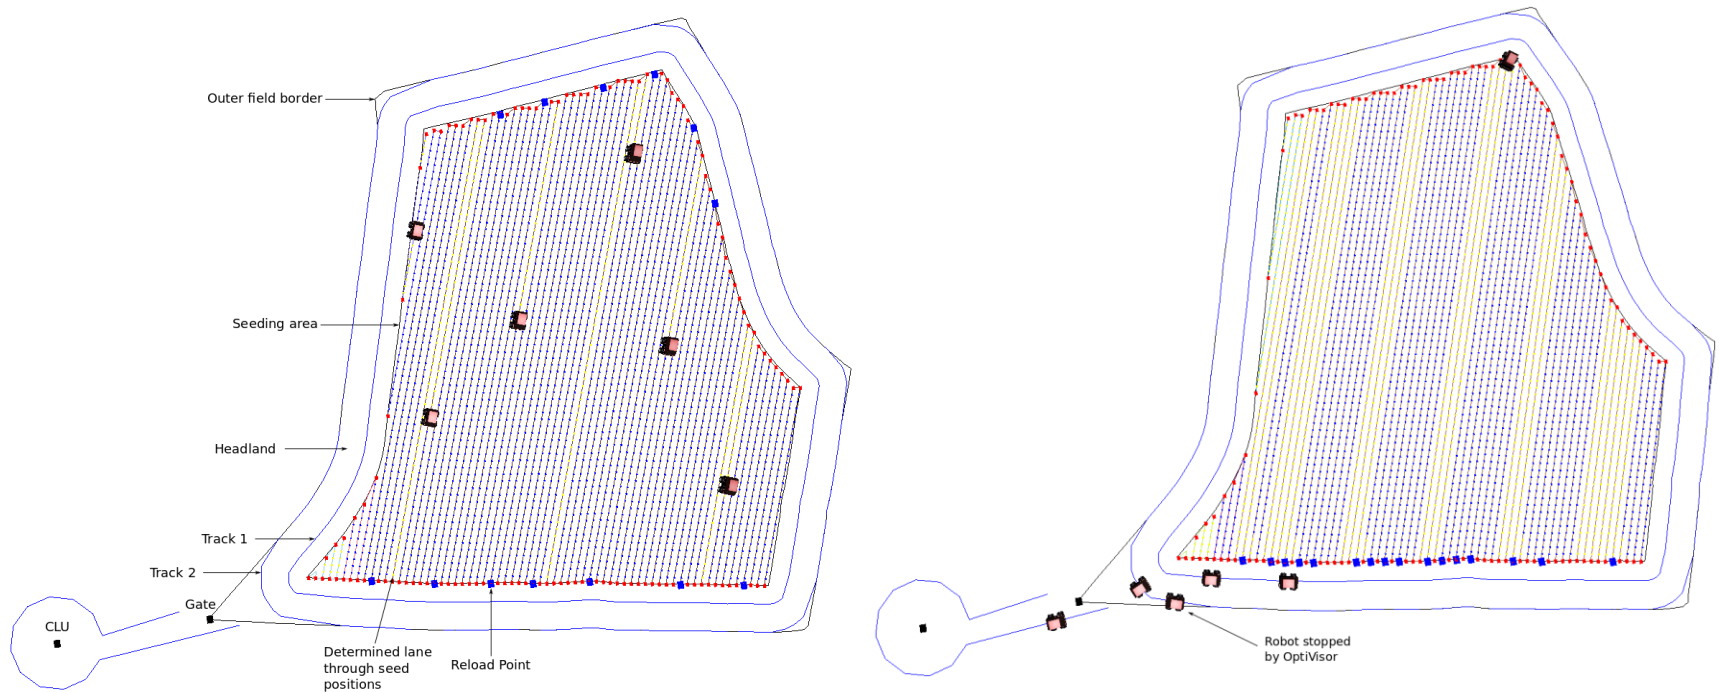 Outer field border
Seeding area
Headland
Track 1
Track 2
Gate
CLU
Determined lane
through seed
positions
Reload Point
Robot stopped
by OptiVisor